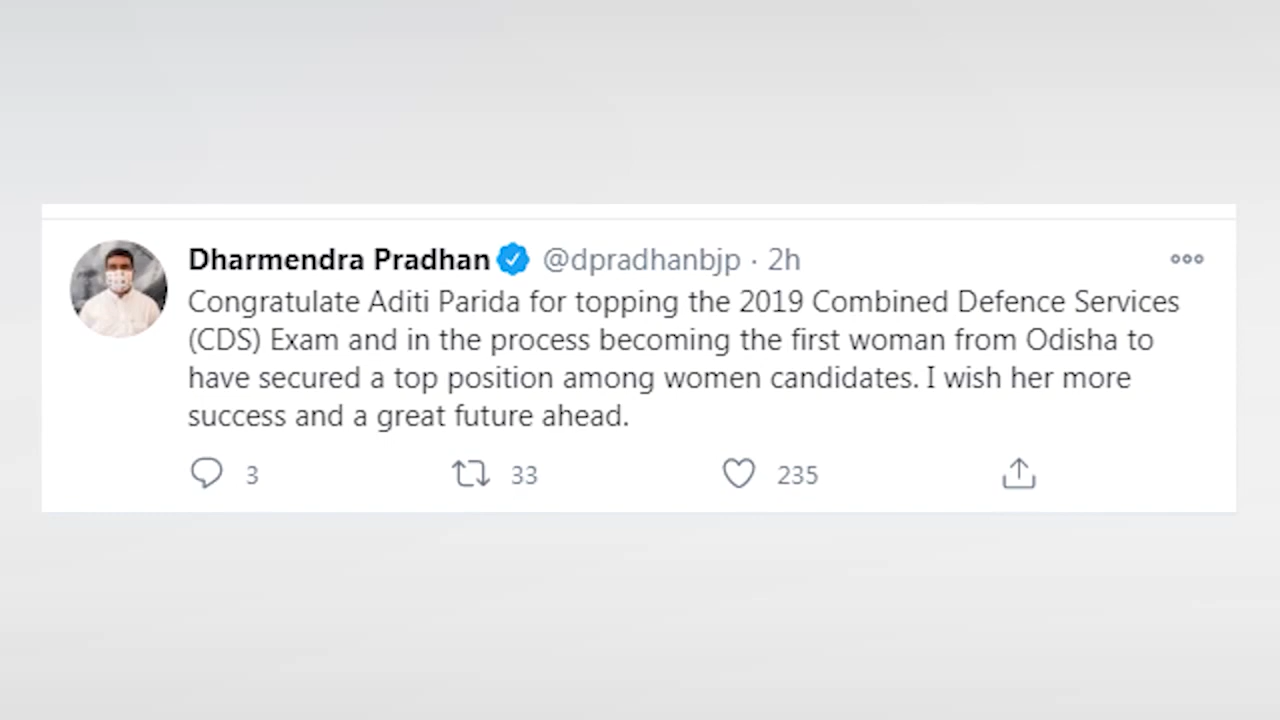 Dharmendra Pradhan @dpradhanbjp · 2h
Congratulate Aditi Parida for topping the 2019 Combined Defence Services
(CDS) Exam and in the process becoming the first woman from Odisha to
have secured a top position among women candidates. I wish her more
success and a great future ahead.
3 33 235